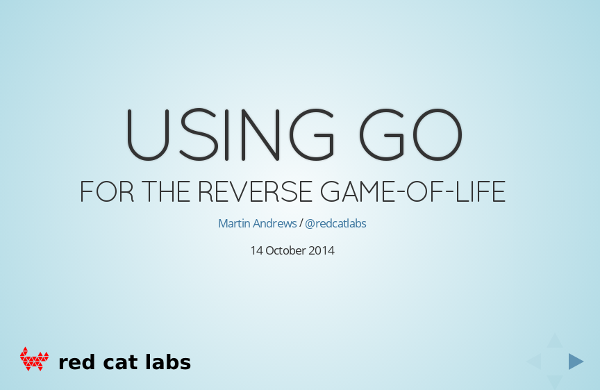 USING GO
FOR THE REVERSE GAME-OF-LIFE
Martin Andrews / @redcatlabs
14 October 2014
red cat labs